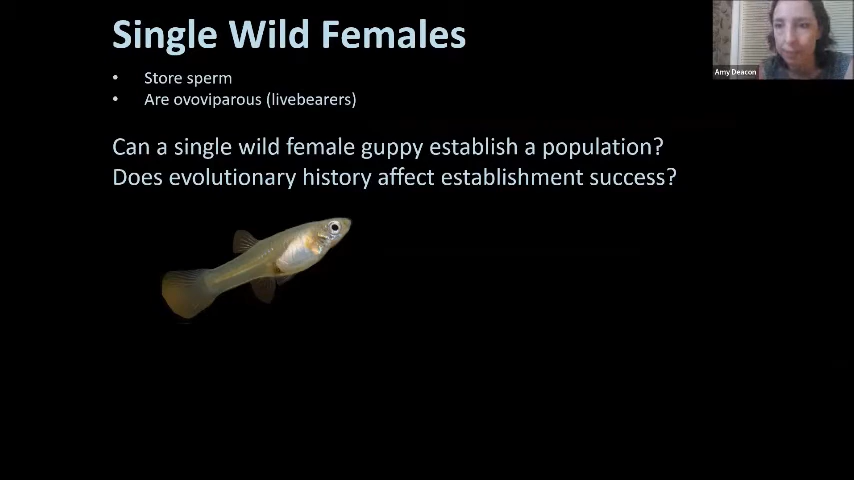 Single Wild Females
• Store sperm
• Are ovoviparous (livebearers)
Can a single wild female guppy establish a population?
Does evolutionary history affect establishment success?
Amy Deacon